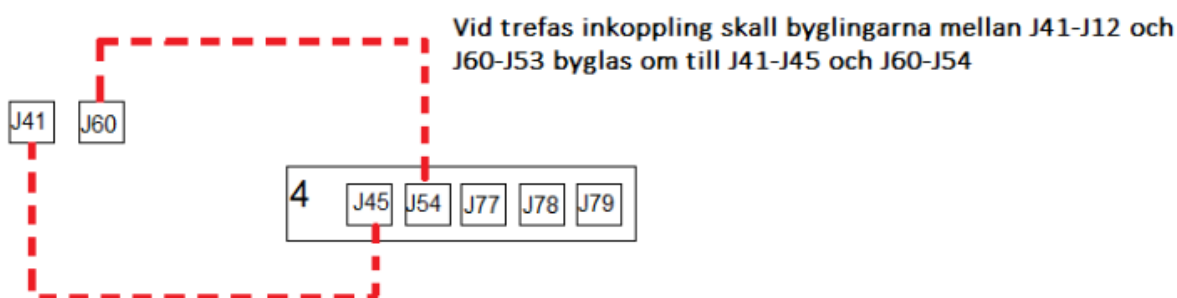 Vid trefas inkoppling skall byglingarna mellan J41-J12 och
J60-J53 byglas om till J41-J45 och J60-J54
J41 J60
4 J45 J54 J77 J78 J79